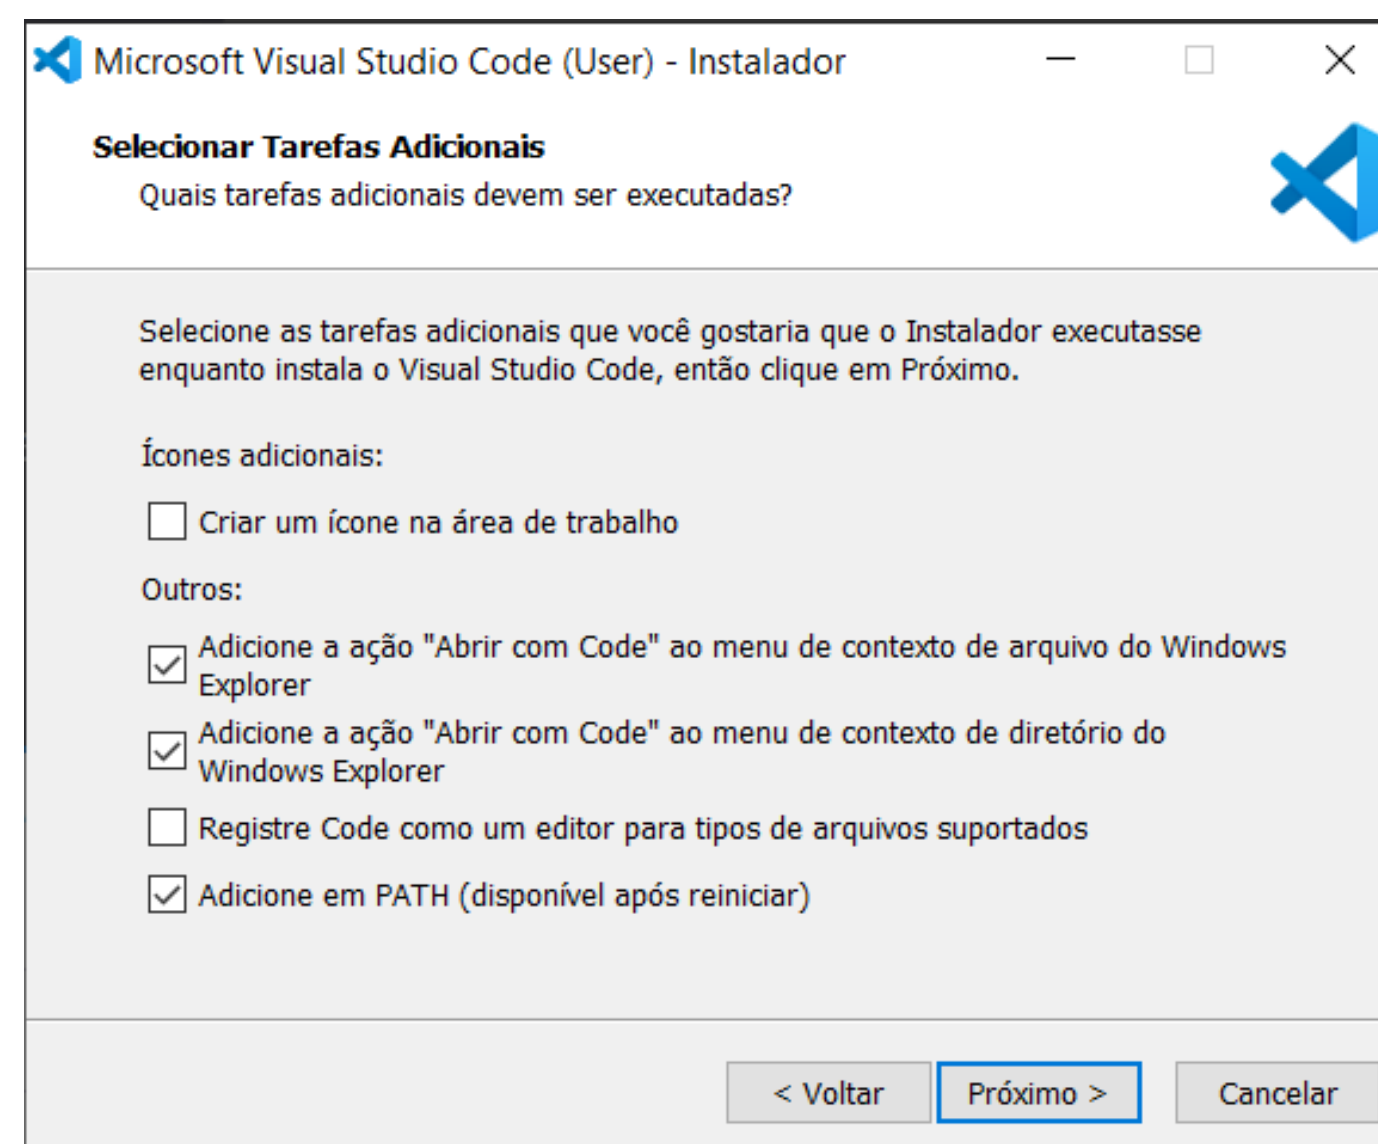 Microsoft Visual Studio Code (User) - Instalador
Selecionar Tarefas Adicionais
Quais tarefas adicionais devem ser executadas?
Selecione as tarefas adicionais que você gostaria que o Instalador executasse
enquanto instala o Visual Studio Code, então clique em Próximo.
Ícones adicionais:
Criar um ícone na área de trabalho
Outros:
Adicione a ação "Abrir com Code" ao menu de contexto de arquivo do Windows
Explorer
Adicione a ação "Abrir com Code" ao menu de contexto de diretório do
Windows Explorer
Registre Code como um editor para tipos de arquivos suportados
Adicione em PATH (disponível após reiniciar)
< Voltar
Próximo >
Cancelar